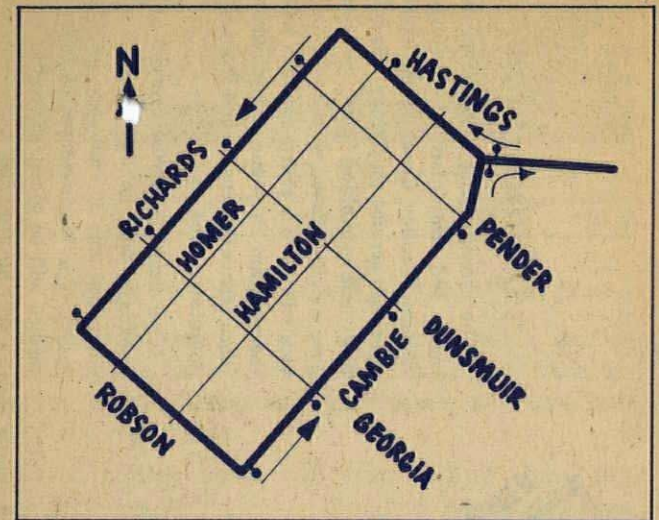 N
HASTINGS
RICHARDS
HOMER
HAMILTON
PENDER
DUNSMUIR
CAMBIE
GEORGIA
ROBSON